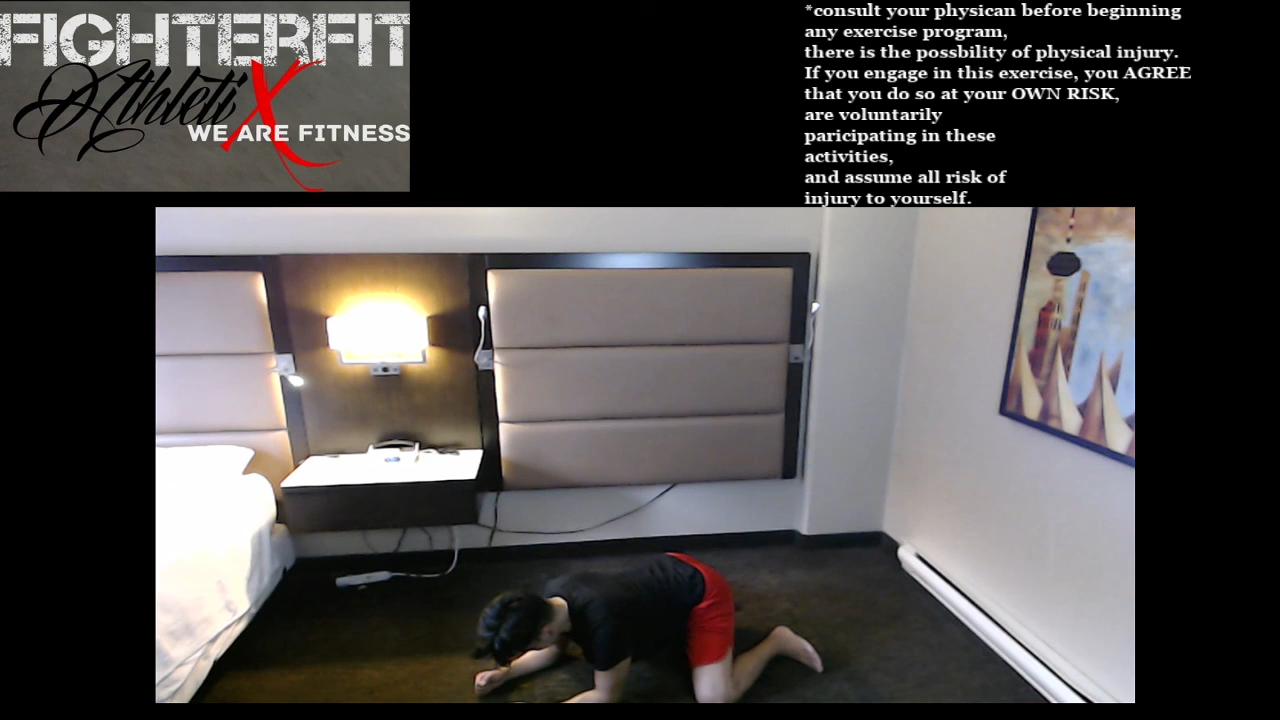 FIGHTERFIT
AthletiX
WE ARE FITNESS
*consult your physican before beginning
any exercise program,
there is the possbility of physical injury.
If you engage in this exercise, you AGREE
that you do so at your OWN RISK,
are voluntarily
paricipating in these
activities,
and assume all risk of
injury to yourself.